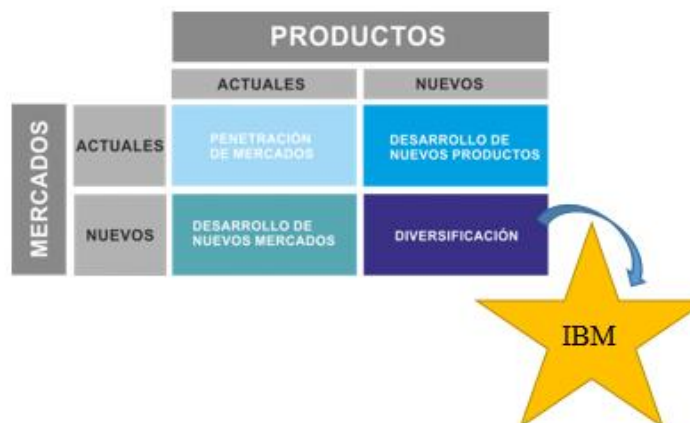 PRODUCTOS
ACTUALES
NUEVOS
MERCADOS
ACTUALES
PENETRACIÓN
DE MERCADOS
DESARROLLO DE
NUEVOS PRODUCTOS
NUEVOS
DESARROLLO DE
NUEVOS MERCADOS
DIVERSIFICACIÓN
IBM